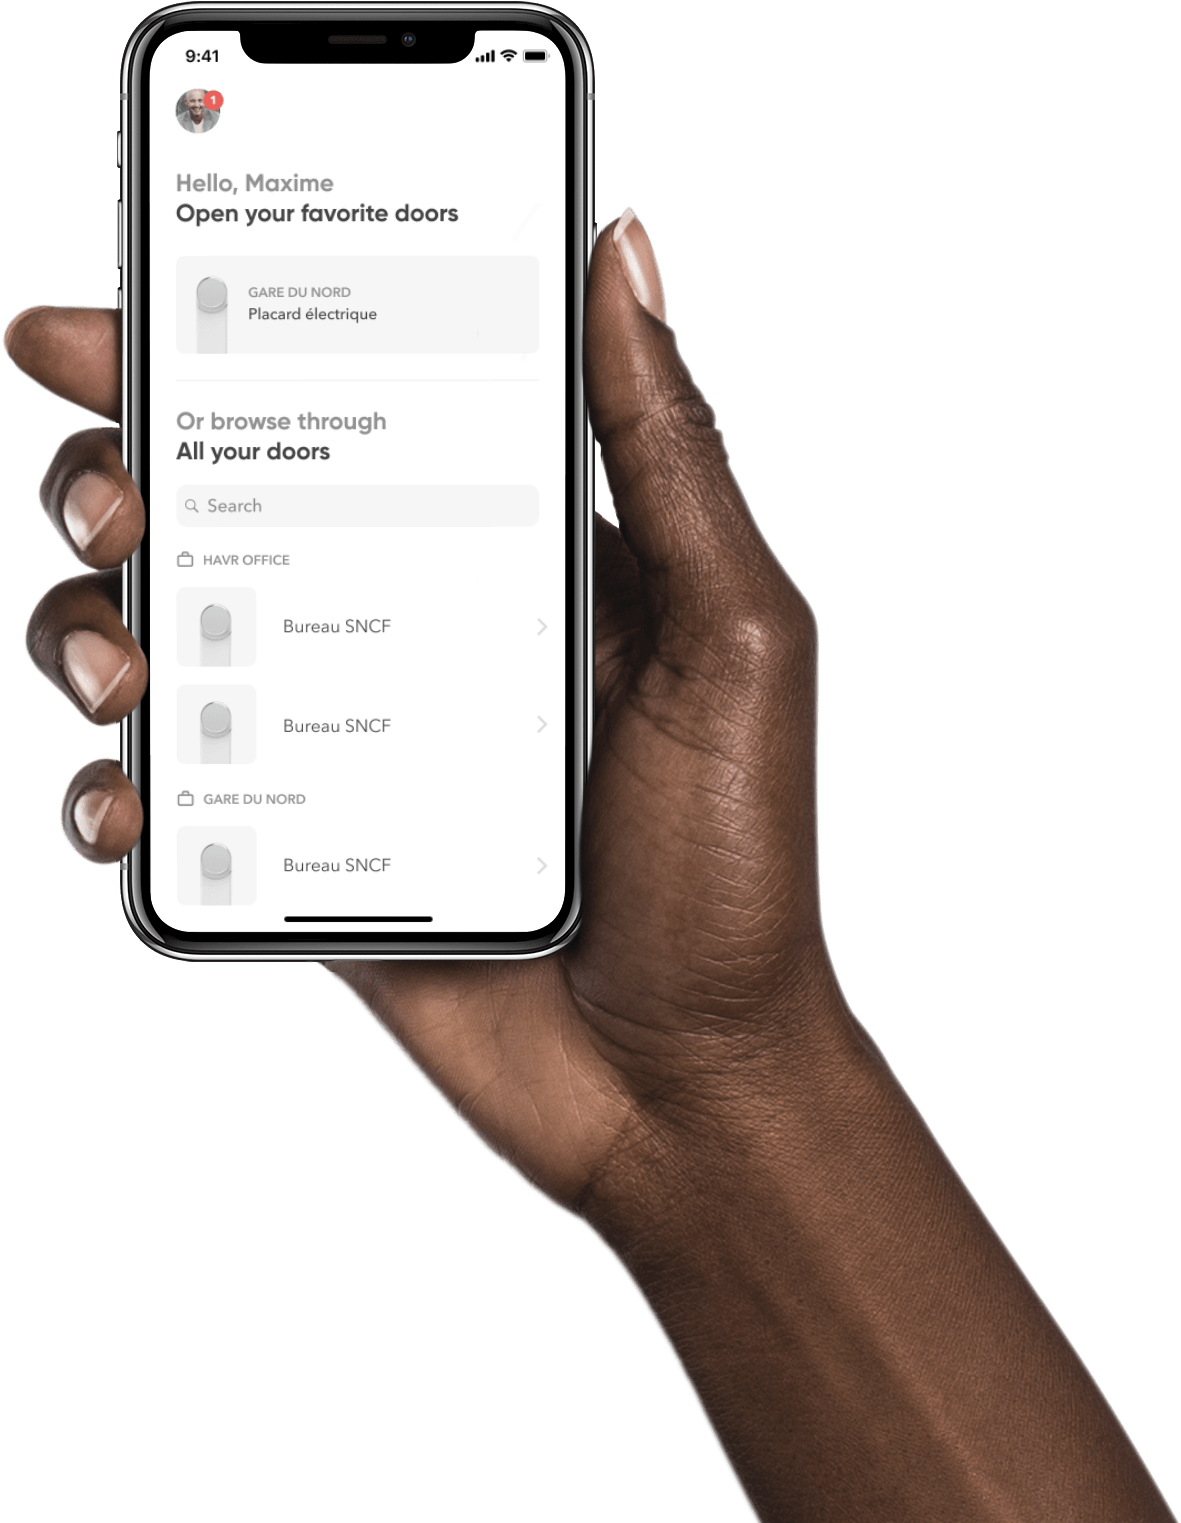 9:41
1
Hello, Maxime
Open your favorite doors
GARE DU NORD
Placard électrique
Or browse through
All your doors
Search
HAVR OFFICE
Bureau SNCF
Bureau SNCF
GARE DU NORD
Bureau SNCF